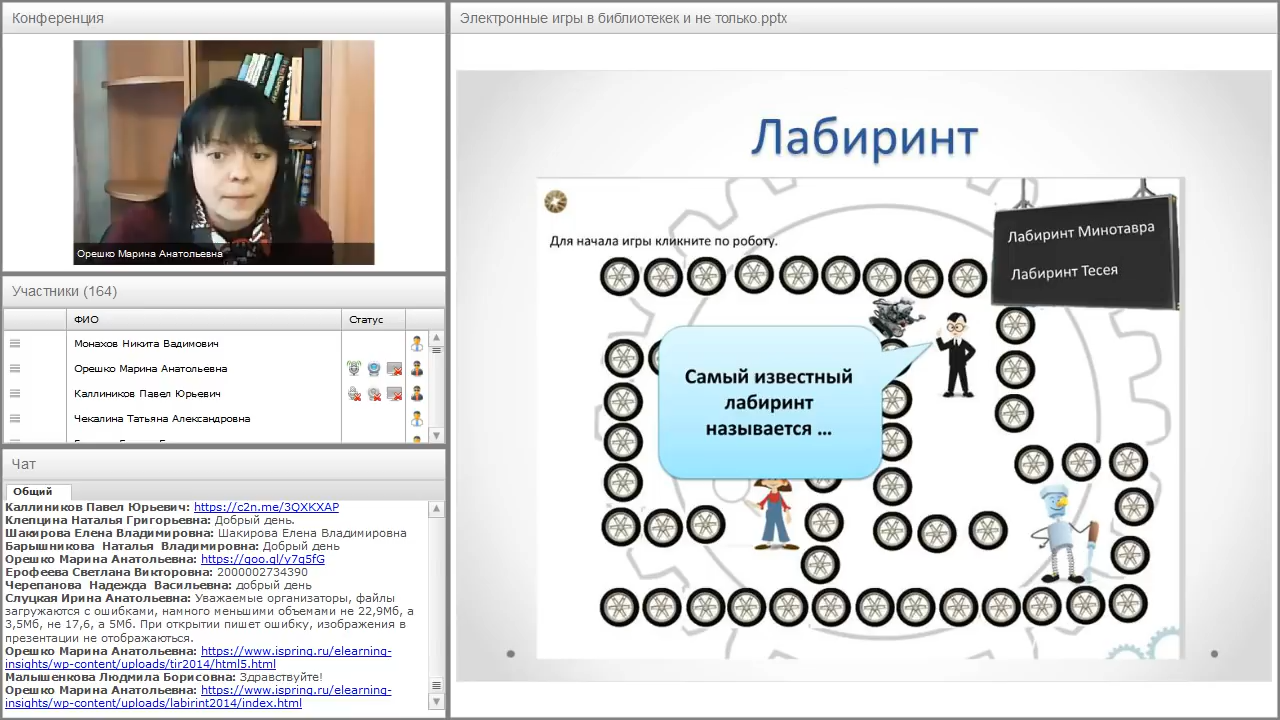 Конференция
Орешко Марина Анатольевна
Участники (164)
ФИО
Статус
Монахов Никита Вадимович
Орешко Марина Анатольевна
Каллиников Павел Юрьевич
Чекалина Татьяна Александровна
Чат
Общий
Каллиников Павел Юрьевич: https://c2n.me/3QXKXAP
Клепцина Наталья Григорьевна: Добрый день.
Шакирова Елена Владимировна: Шакирова Елена Владимировна
Барышникова Наталья Владимировна: Добрый день
Орешко Марина Анатольевна: https://goo.gl/y7q5fG
Ерофеева Светлана Викторовна: 2000002734390
Черепанова Надежда Васильевна: добрый день
Слуцкая Ирина Анатольевна: Уважаемые организаторы, файлы
загружаются с ошибками, намного меньшими объемами не 22,9Мб, а
3,5Мб, не 17,6, а 5Мб. При открытии пишет ошибку, изображения в
презентации не отображаются.
Орешко Марина Анатольевна: https://www.ispring.ru/elearning-
insights/wp-content/uploads/tir2014/html5.html
Малышенкова Людмила Борисовна: Здравствуйте!
Орешко Марина Анатольевна: https://www.ispring.ru/elearning-
insights/wp-content/uploads/labirint2014/index.html
Электронные игры в библиотекек и не только.pptx
Лабиринт
Для начала игры кликните по роботу.
Лабиринт Минотавра
Лабиринт Тесея
Самый известный
лабиринт
называется ...